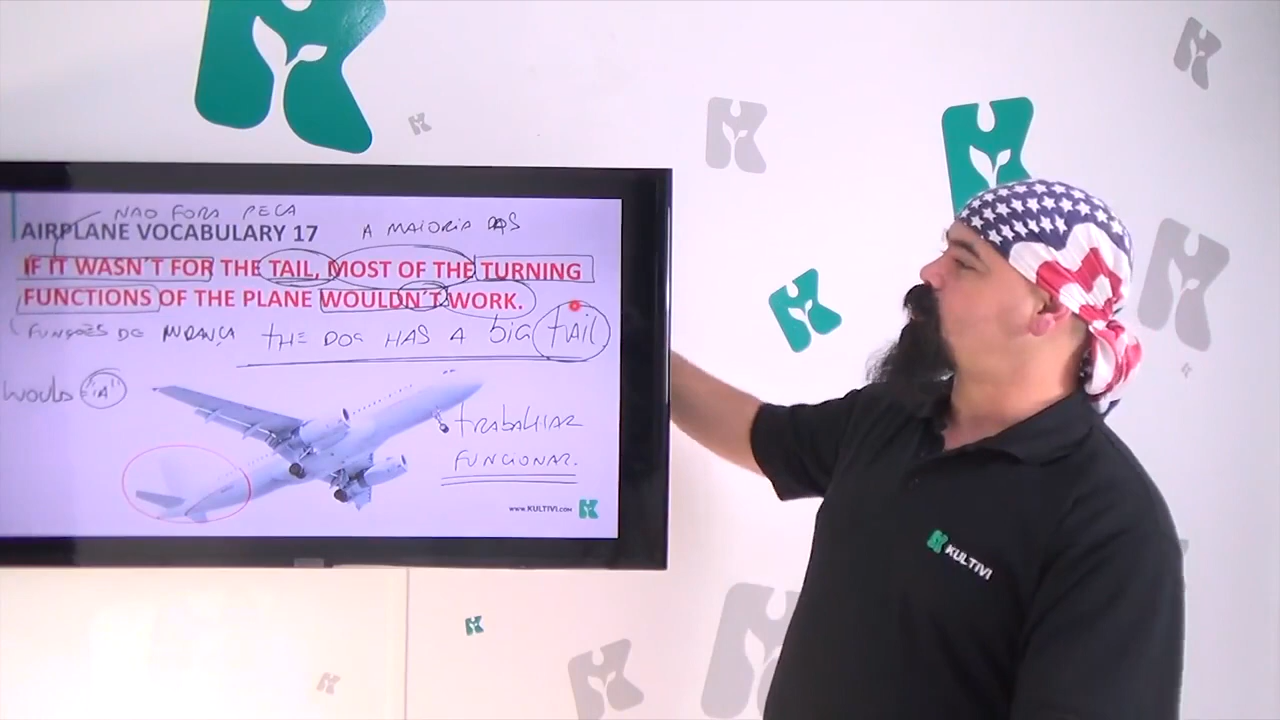 NAO FORA PECA
AIRPLANE VOCABULARY 17
A MAIORIA DAS
IF IT WASN´T FOR THE TAIL, MOST OF THE TURNING
FUNCTIONS OF THE PLANE WOULDN´T WORK.
FUNÇÕES DE MUDANÇA
THE DOG HAS A BIG TAIL
WOULD "IA"
TRABALHAR
FUNCIONAR.
WWW.KULTIVI.COM
KULTIVI